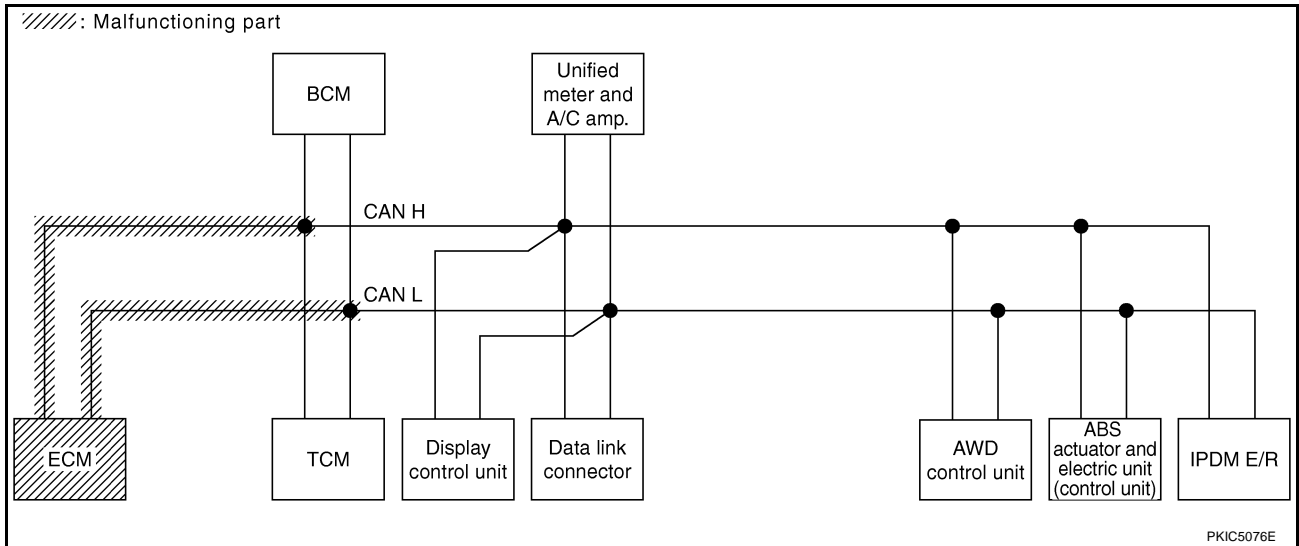 : Malfunctioning part
BCM
Unified
meter and
A/C amp.
CAN H
CAN L
ECM
TCM
Display
control unit
Data link
connector
AWD
control unit
ABS
actuator and
electric unit
(control unit)
IPDM E/R
PKIC5076E